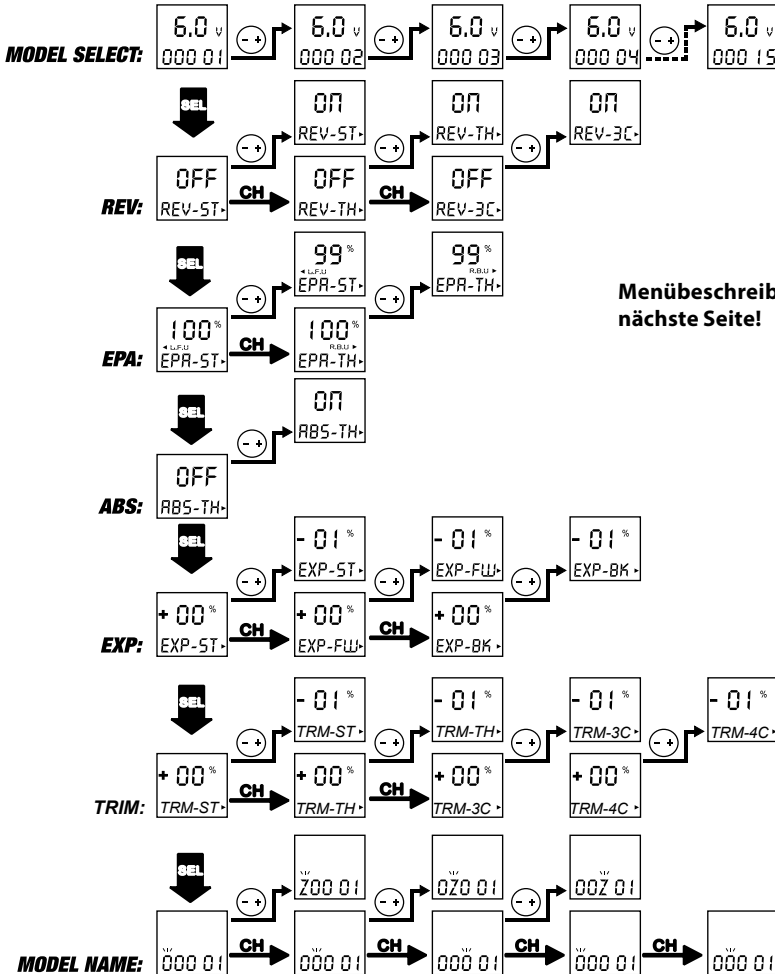 6.0 v 6.0 v 6.0 v 6.0 v 6.0 v
MODEL SELECT: 000 01 - + 000 02 - + 000 03 - + 000 04 - + 000 15
SEL ON ON ON
REV-ST - + REV-TH - + REV-3C - +
OFF OFF OFF
REV: REV-ST CH REV-TH CH REV-3C
SEL 99% 99%
L.F.U R.B.U
EPA-ST - + EPA-TH - +
100% 100%
L.F.U R.B.U
EPA: EPA-ST CH EPA-TH
Menübeschreib
nächste Seite!
SEL ON
ABS-TH - +
OFF
ABS: ABS-TH
SEL - 01 % - 01 % - 01 %
EXP-ST - + EXP-FW - + EXP-BK - +
+ 00 % + 00 % + 00 %
EXP: EXP-ST CH EXP-FW CH EXP-BK
SEL - 01 % - 01 % - 01 % - 01 %
TRM-ST - + TRM-TH - + TRM-3C - + TRM-4C - +
+ 00 % + 00 % + 00 % + 00 %
TRIM: TRM-ST CH TRM-TH CH TRM-3C TRM-4C
SEL Z00 01 0Z0 01 00Z 01
- + - + - +
MODEL NAME: 000 01 CH 000 01 CH 000 01 CH 000 01 CH 000 01